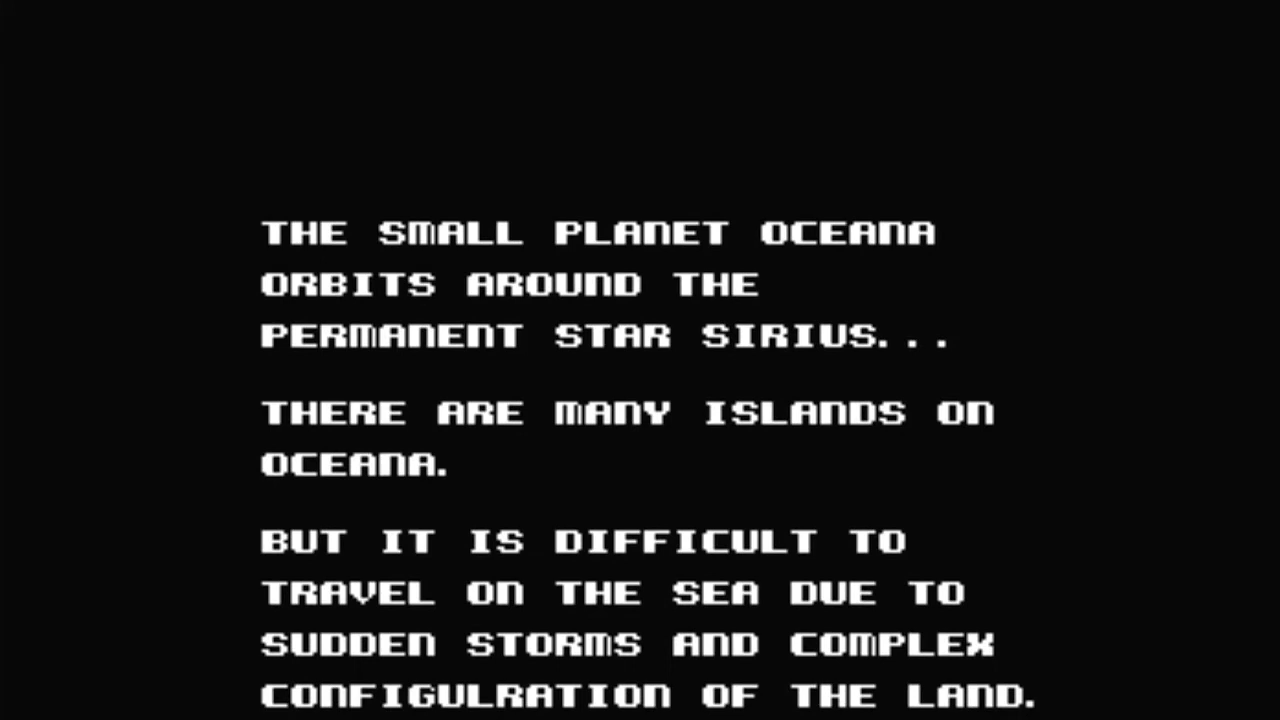 THE SMALL PLANET OCEANA
ORBITS AROUND THE
PERMANENT STAR SIRIUS...
THERE ARE MANY ISLANDS ON
OCEANA.
BUT IT IS DIFFICULT TO
TRAVEL ON THE SEA DUE TO
SUDDEN STORMS AND COMPLEX
CONFIGULRATION OF THE LAND.